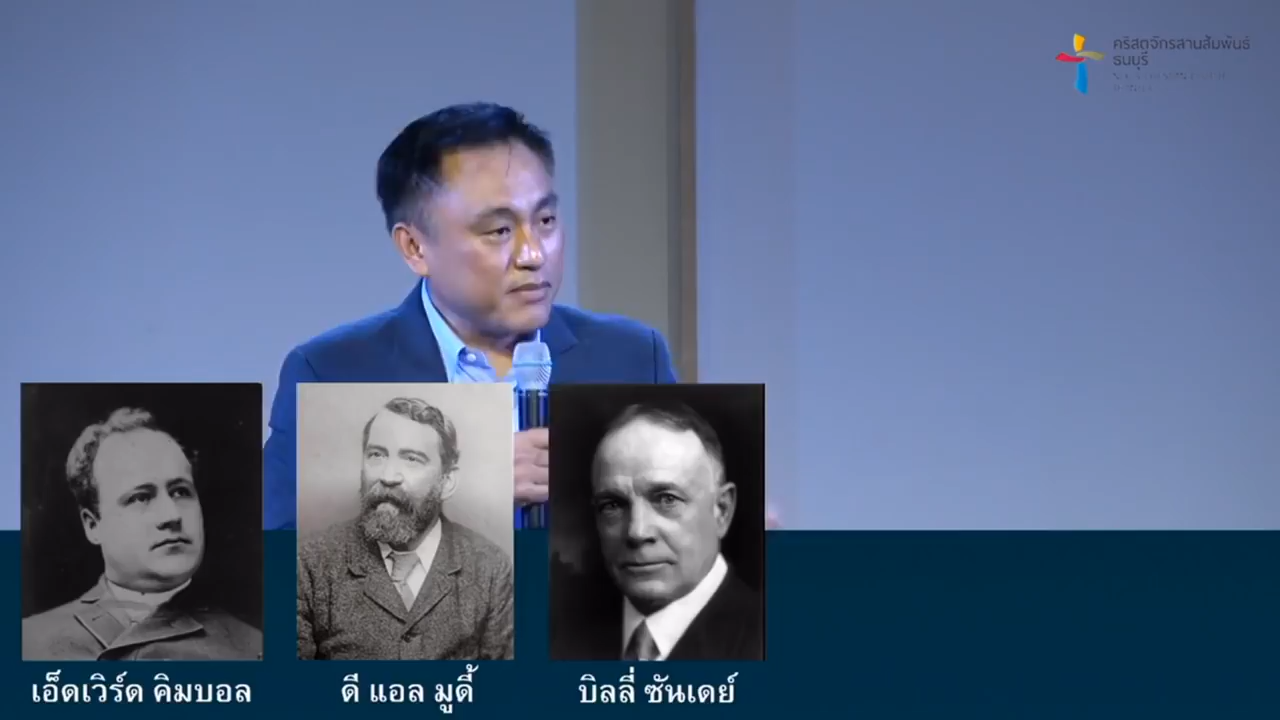 คริสตจักรสานสัมพันธ์
ธนบุรี
เอ็ดเวิร์ด คิมบอล
ดี แอล มูดี้
บิลลี่ ซันเดย์